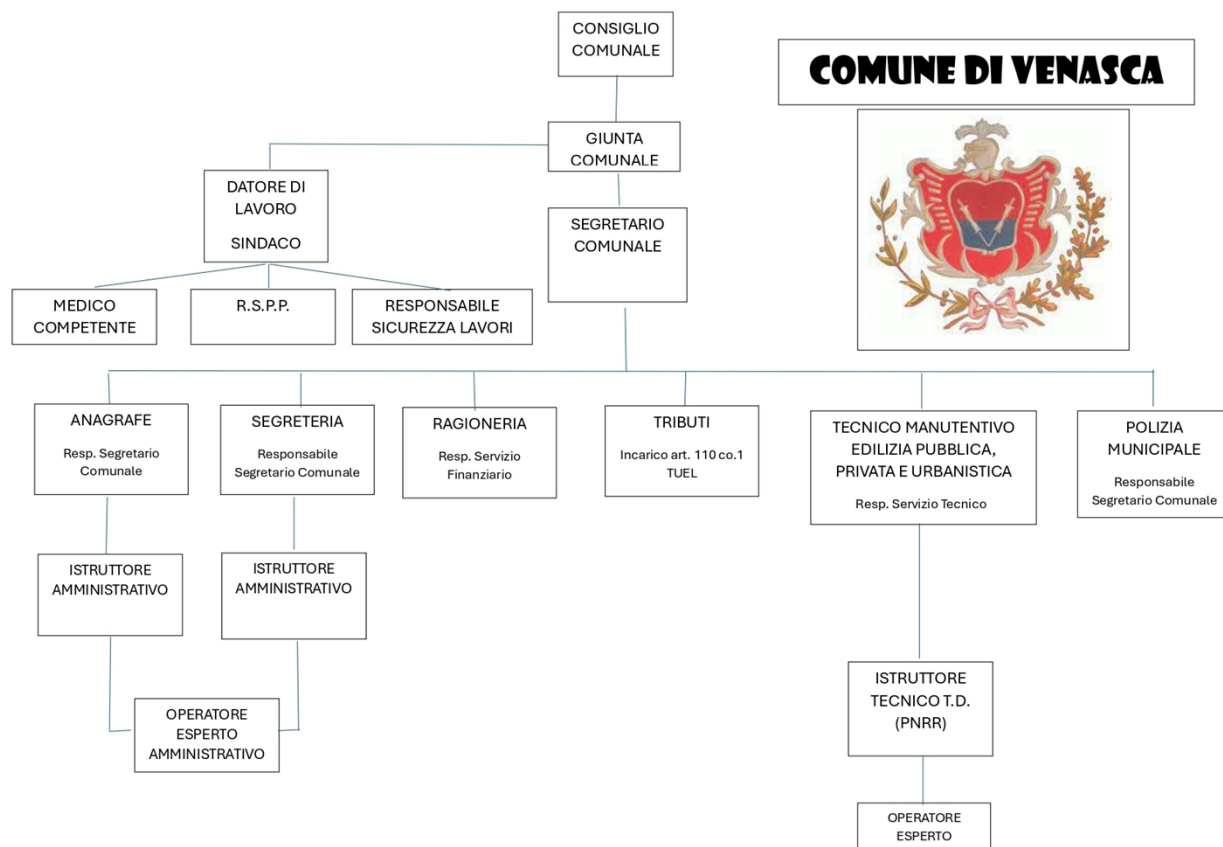 CONSIGLIO
COMUNALE
COMUNE DI VENASCA
GIUNTA
COMUNALE
DATORE DI
LAVORO
SINDACO
SEGRETARIO
COMUNALE
MEDICO
COMPETENTE
R.S.P.P.
RESPONSABILE
SICUREZZA LAVORI
ANAGRAFE
Resp. Segretario
Comunale
SEGRETERIA
Responsabile
Segretario Comunale
RAGIONERIA
Resp. Servizio
Finanziario
TRIBUTI
Incarico art. 110 co.1
TUEL
TECNICO MANUTENTIVO
EDILIZIA PUBBLICA,
PRIVATA E URBANISTICA
Resp. Servizio Tecnico
POLIZIA
MUNICIPALE
Responsabile
Segretario Comunale
ISTRUTTORE
AMMINISTRATIVO
ISTRUTTORE
AMMINISTRATIVO
OPERATORE
ESPERTO
AMMINISTRATIVO
ISTRUTTORE
TECNICO T.D.
(PNRR)
OPERATORE
ESPERTO